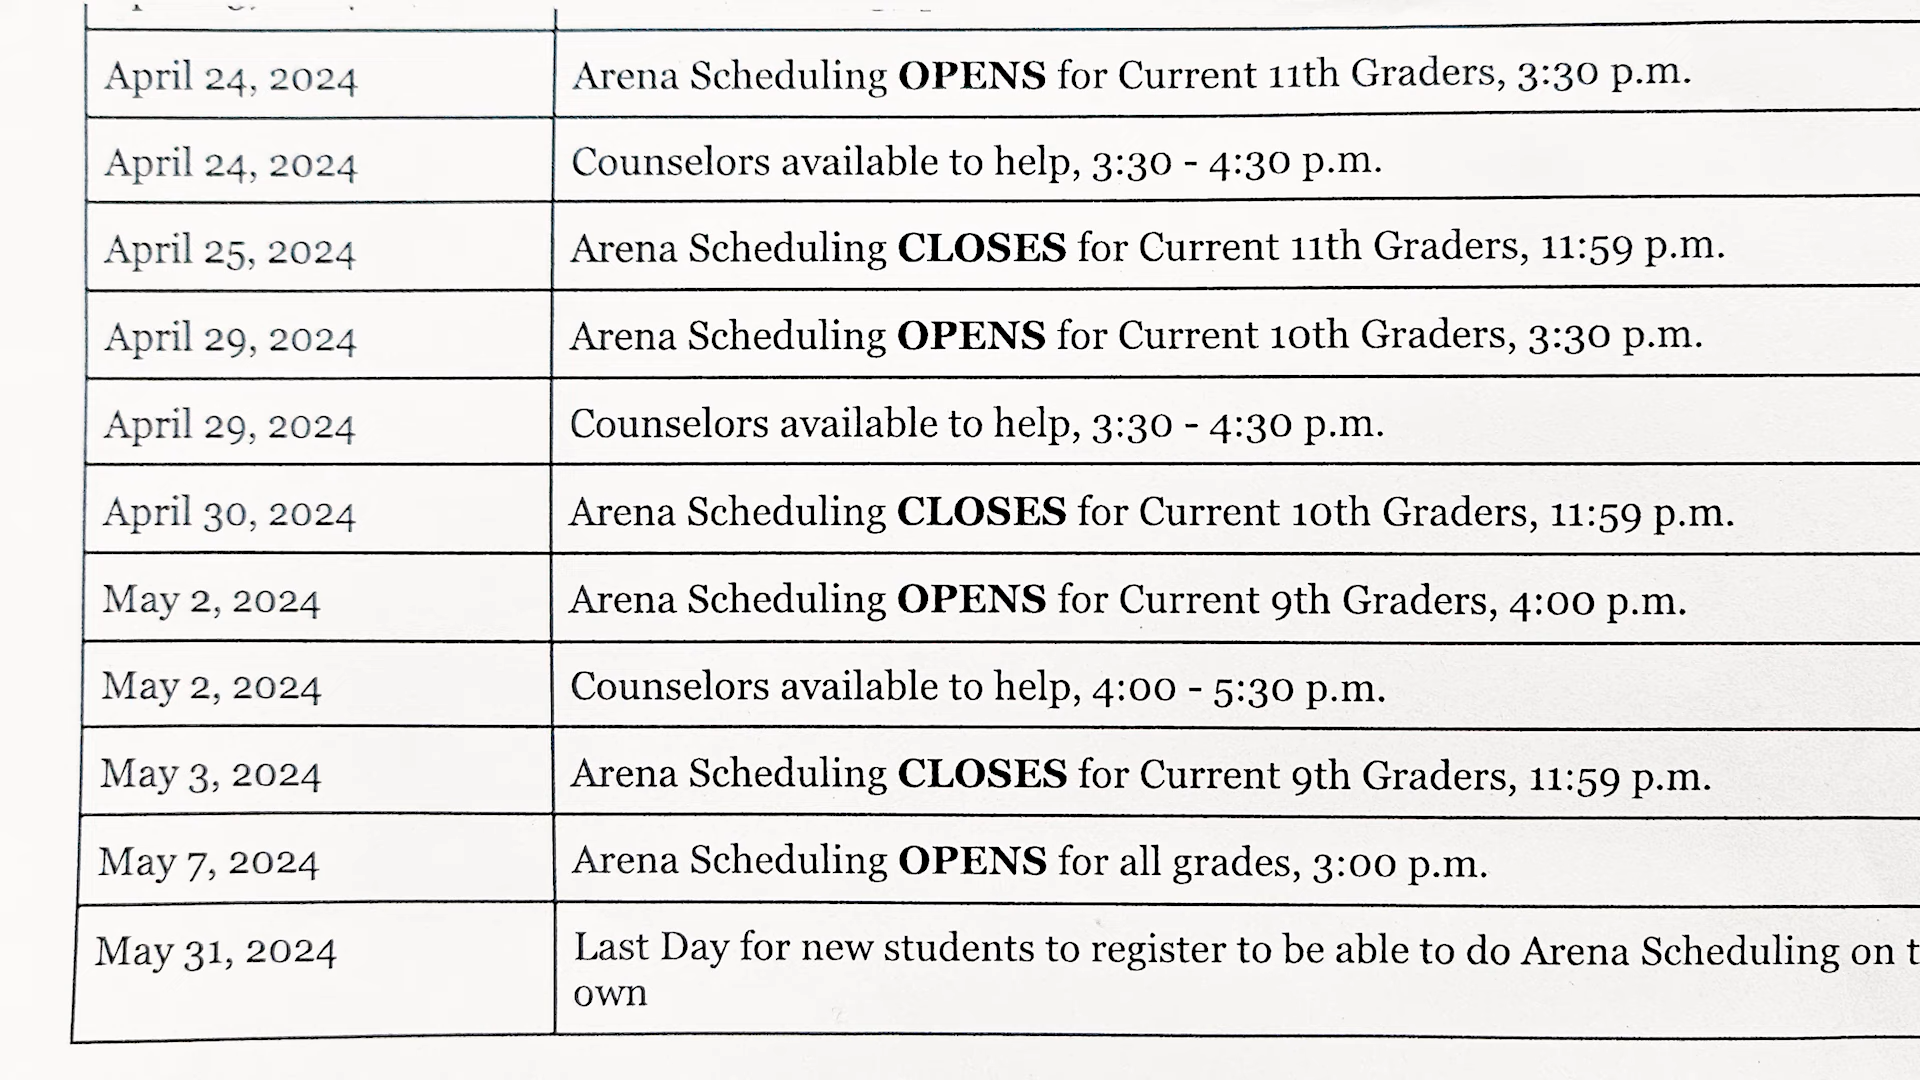 April 24, 2024
Arena Scheduling OPENS for Current 11th Graders, 3:30 p.m.
April 24, 2024
Counselors available to help, 3:30 - 4:30 p.m.
April 25, 2024
Arena Scheduling CLOSES for Current 11th Graders, 11:59 p.m.
April 29, 2024
Arena Scheduling OPENS for Current 10th Graders, 3:30 p.m.
April 29, 2024
Counselors available to help, 3:30 - 4:30 p.m.
April 30, 2024
Arena Scheduling CLOSES for Current 10th Graders, 11:59 p.m.
May 2, 2024
Arena Scheduling OPENS for Current 9th Graders, 4:00 p.m.
May 2, 2024
Counselors available to help, 4:00 - 5:30 p.m.
May 3, 2024
Arena Scheduling CLOSES for Current 9th Graders, 11:59 p.m.
May 7, 2024
Arena Scheduling OPENS for all grades, 3:00 p.m.
May 31, 2024
Last Day for new students to register to be able to do Arena Scheduling on
own